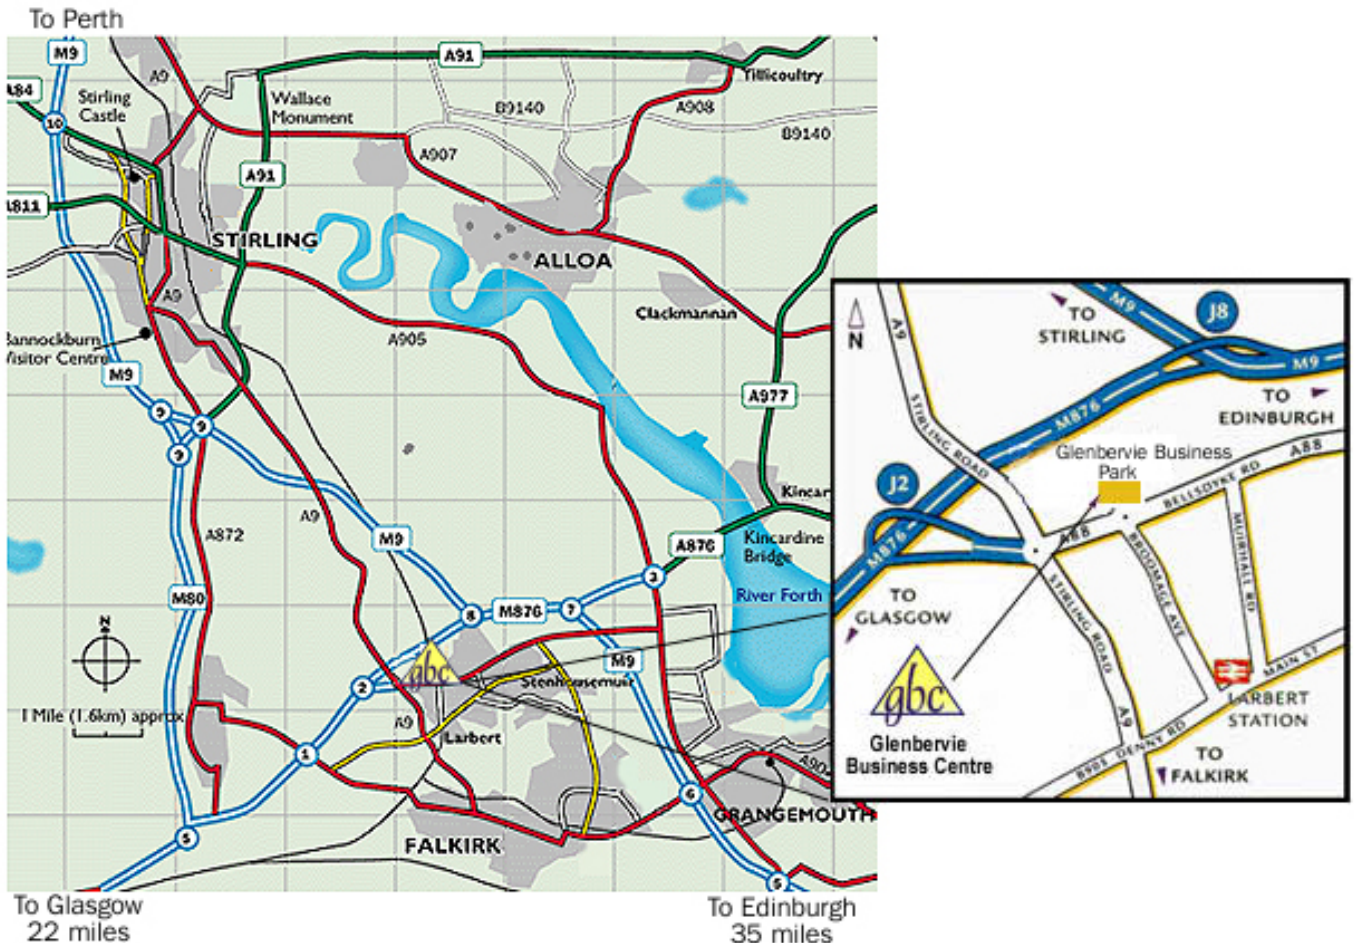 To Perth
M9
A9
A91
Tillicoultry
A84
Stirling
Castle
Wallace
Monument
B9140
A908
B9140
10
A907
A91
A811
STIRLING
ALLOA
A9
Clackmannan
Bannockburn
Visitor Centre
A905
M9
A977
9
9
9
A9
A872
M9
Kincar
A876
Kincardine
Bridge
3
River Forth
M80
8
M876
7
N
M9
gbc
2
Stenhousemuir
1 Mile (1.6km) approx
A9
Larbert
1
A904
6
GRANGEMOUTH
5
FALKIRK
5
To Glasgow
22 miles
To Edinburgh
35 miles
N
A9
TO
STIRLING
M9
J8
M9
TO
EDINBURGH
STIRLING ROAD
M876
Glenbervie Business
Park
A88
BELLSDYKE RD
J2
M876
A88
BROOMAGE AVE
MUIRHALL RD
TO
GLASGOW
STIRLING ROAD
MAIN ST
gbc
LARBERT
STATION
A9
Glenbervie
Business Centre
B905 DENNY RD
TO
FALKIRK